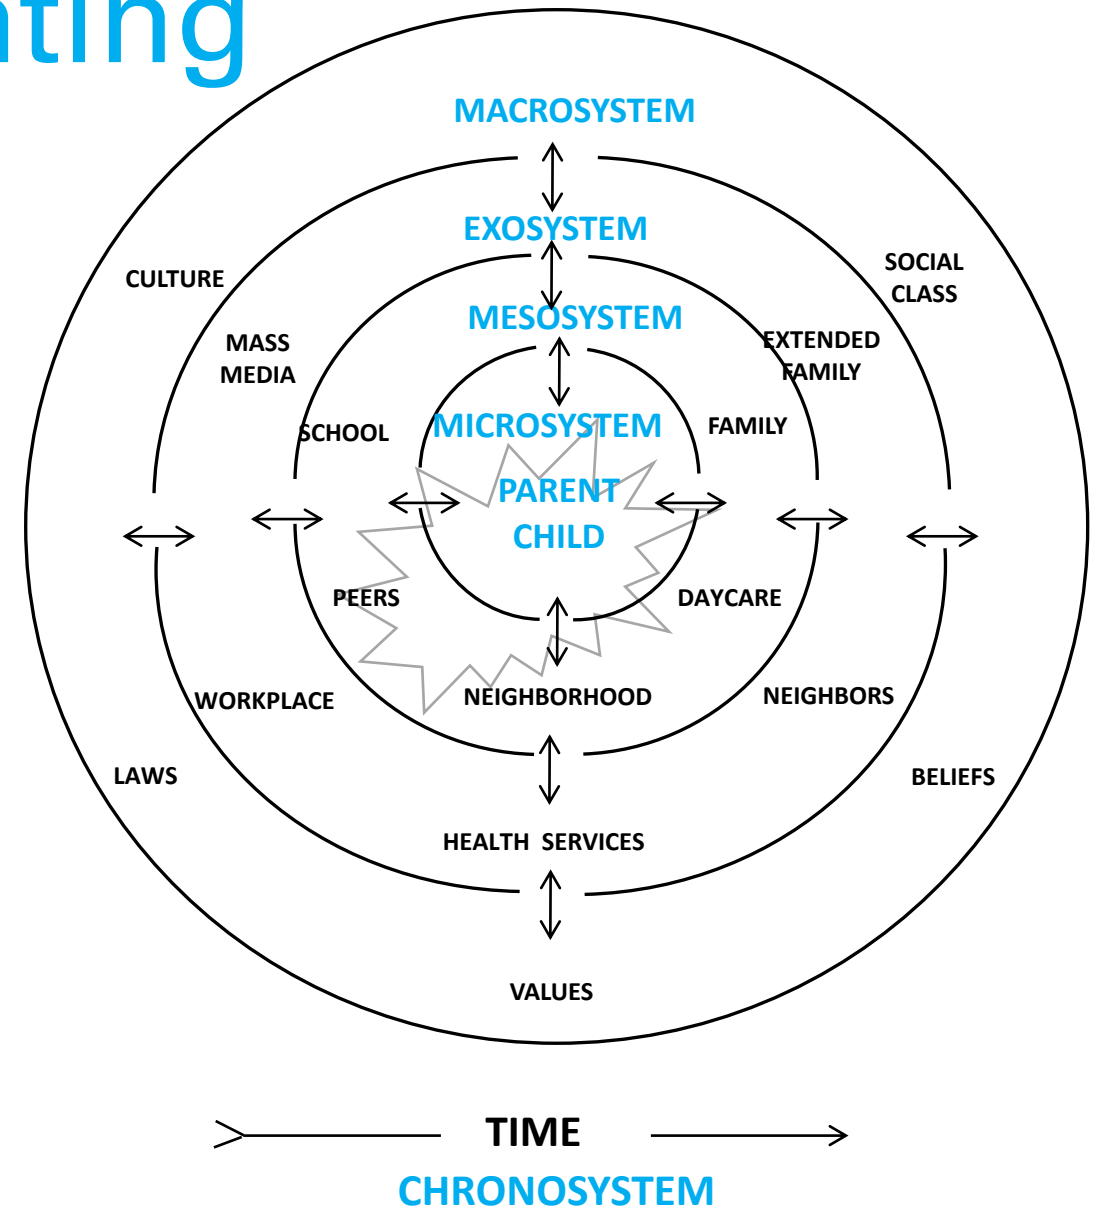 nting
MACROSYSTEM
EXOSYSTEM
CULTURE
SOCIAL
CLASS
MESOSYSTEM
MASS
MEDIA
EXTENDED
FAMILY
SCHOOL
MICROSYSTEM
FAMILY
PARENT
CHILD
PEERS
DAYCARE
WORKPLACE
NEIGHBORHOOD
NEIGHBORS
LAWS
BELIEFS
HEALTH SERVICES
VALUES
TIME
CHRONOSYSTEM